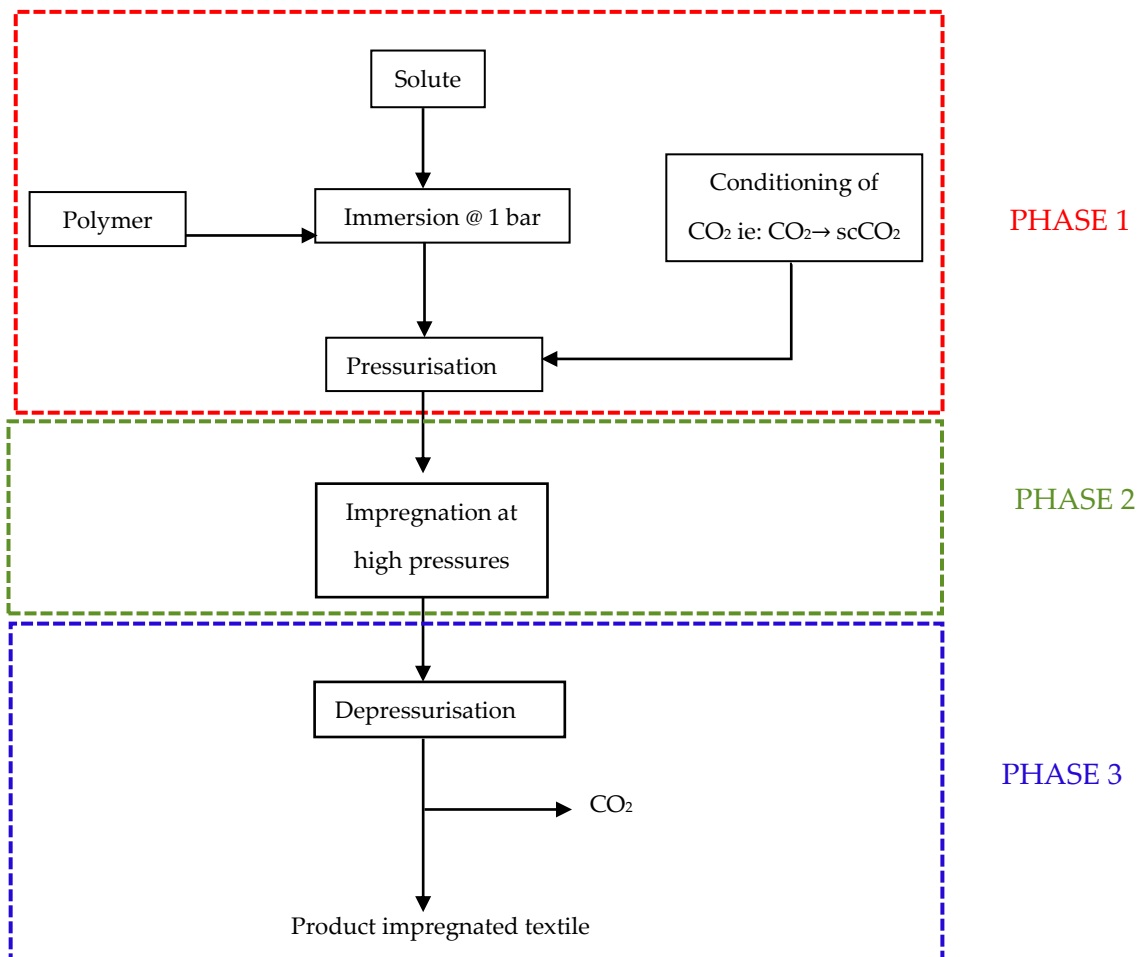 Solute
Conditioning of
CO₂ ie: CO₂→ scCO₂
Polymer
Immersion @ 1 bar
PHASE 1
Pressurisation
PHASE 2
Impregnation at
high pressures
Depressurisation
PHASE 3
CO₂
Product impregnated textile